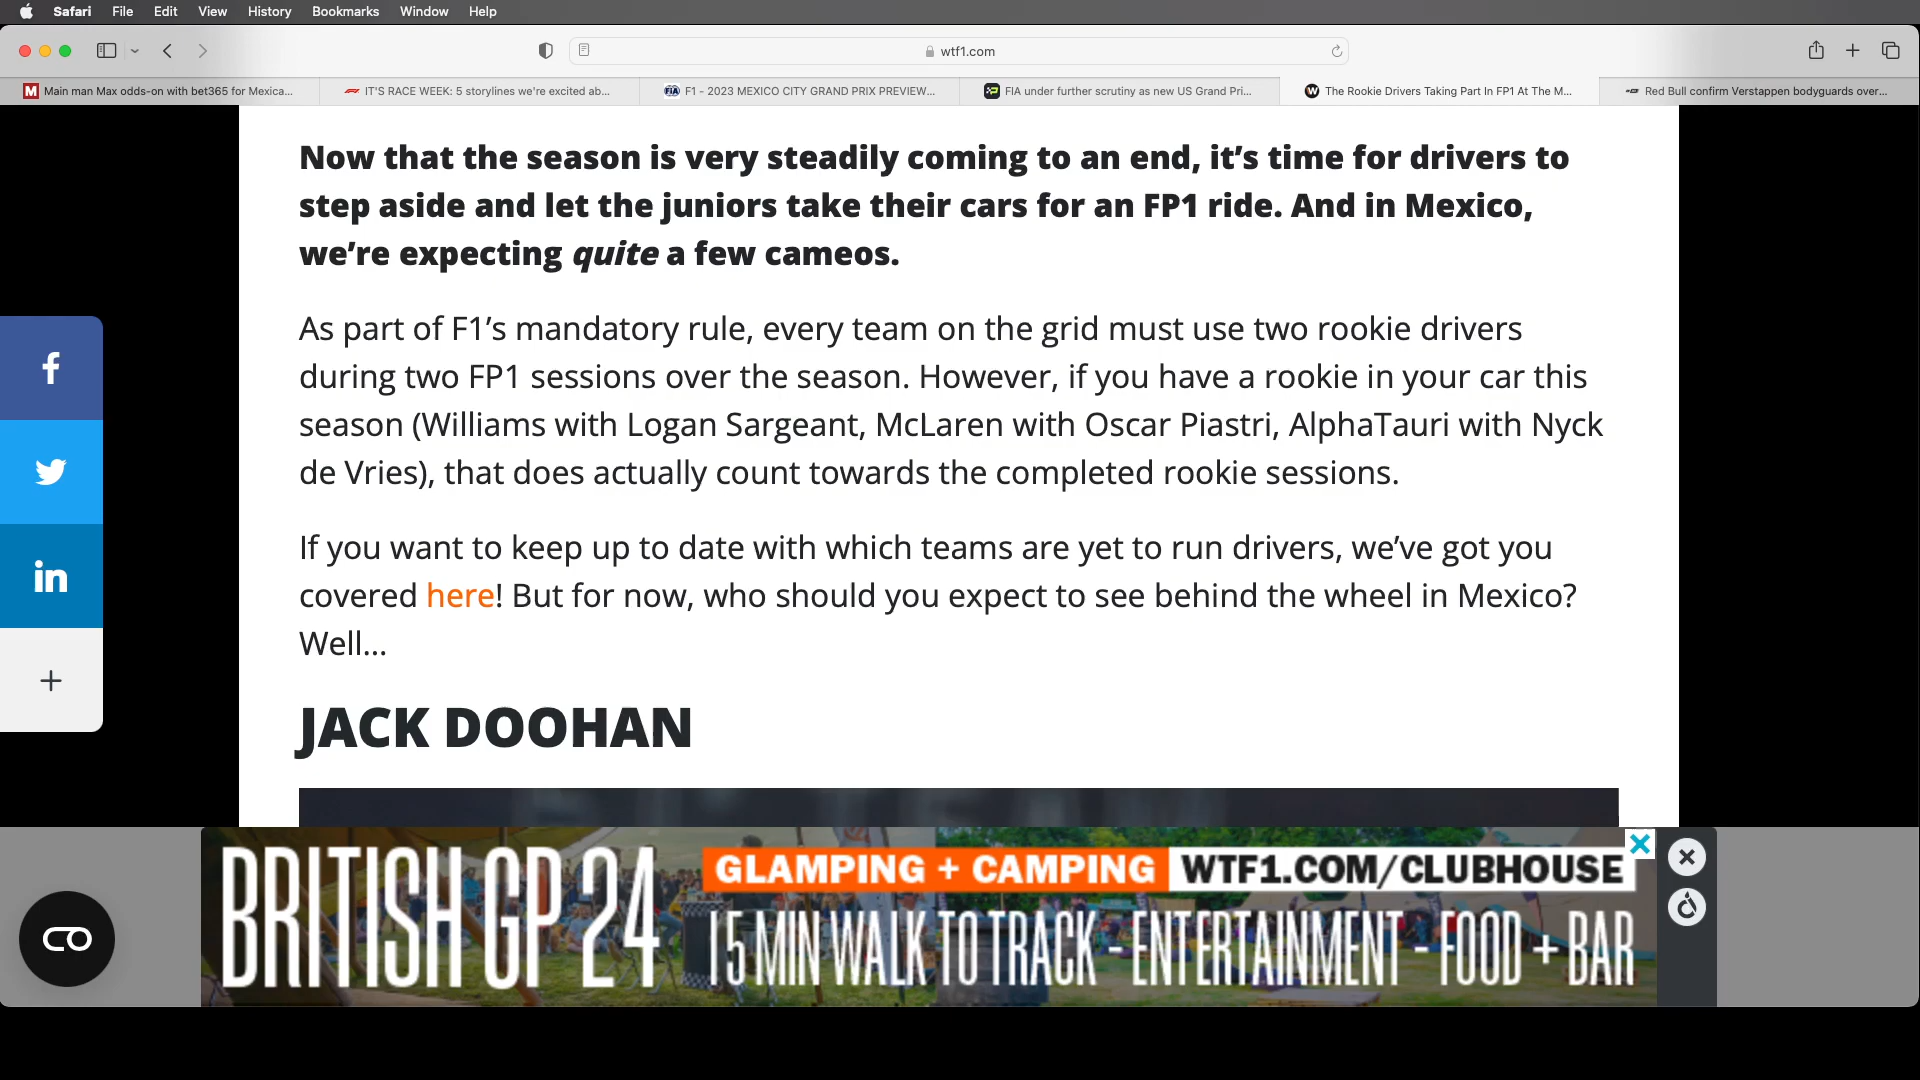 Safari File Edit View History Bookmarks Window Help
wtf1.com
M Main man Max odds-on with bet365 for Mexica... IT'S RACE WEEK: 5 storylines we're excited ab... FIA F1 - 2023 MEXICO CITY GRAND PRIX PREVIEW... FIA under further scrutiny as new US Grand Pri... W The Rookie Drivers Taking Part In FP1 At The M... Red Bull confirm Verstappen bodyguards over...
Now that the season is very steadily coming to an end, it’s time for drivers to
step aside and let the juniors take their cars for an FP1 ride. And in Mexico,
we’re expecting quite a few cameos.
As part of F1’s mandatory rule, every team on the grid must use two rookie drivers
during two FP1 sessions over the season. However, if you have a rookie in your car this
season (Williams with Logan Sargeant, McLaren with Oscar Piastri, AlphaTauri with Nyck
de Vries), that does actually count towards the completed rookie sessions.
If you want to keep up to date with which teams are yet to run drivers, we’ve got you
covered here! But for now, who should you expect to see behind the wheel in Mexico?
Well…
JACK DOOHAN
f
in
BRITISH GP 24
GLAMPING + CAMPING WTF1.COM/CLUBHOUSE
15 MIN WALK TO TRACK - ENTERTAINMENT - FOOD + BAR